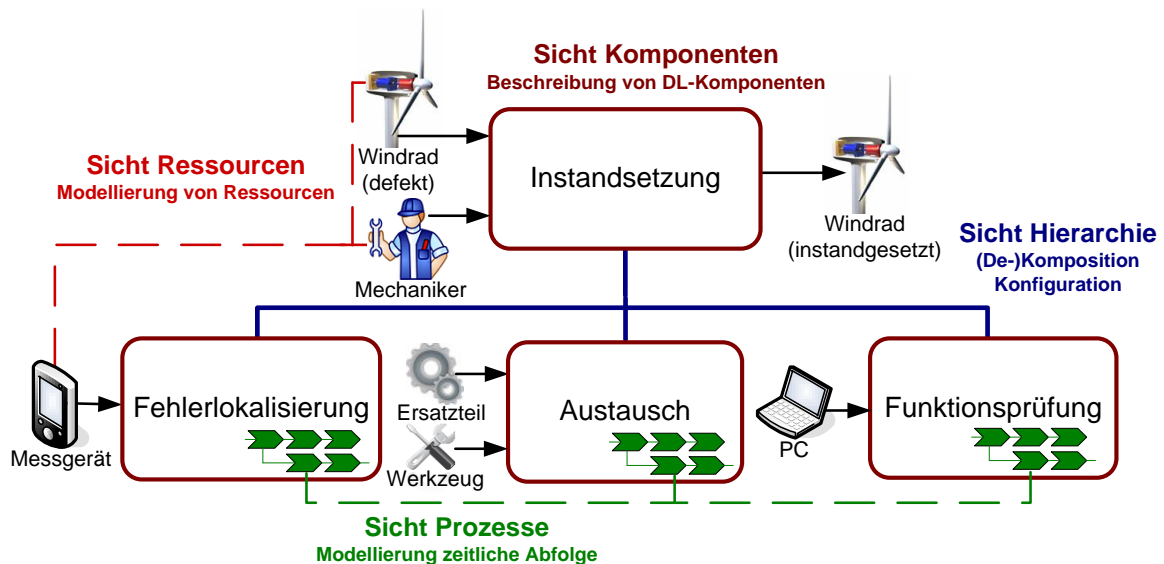 Sicht Komponenten
Beschreibung von DL-Komponenten
Sicht Ressourcen
Modellierung von Ressourcen
Windrad
(defekt)
Instandsetzung
Windrad
(instandgesetzt)
Mechaniker
Sicht Hierarchie
(De-)Komposition
Konfiguration
Messgerät
Fehlerlokalisierung
Ersatzteil
Werkzeug
Austausch
PC
Funktionsprüfung
Sicht Prozesse
Modellierung zeitliche Abfolge